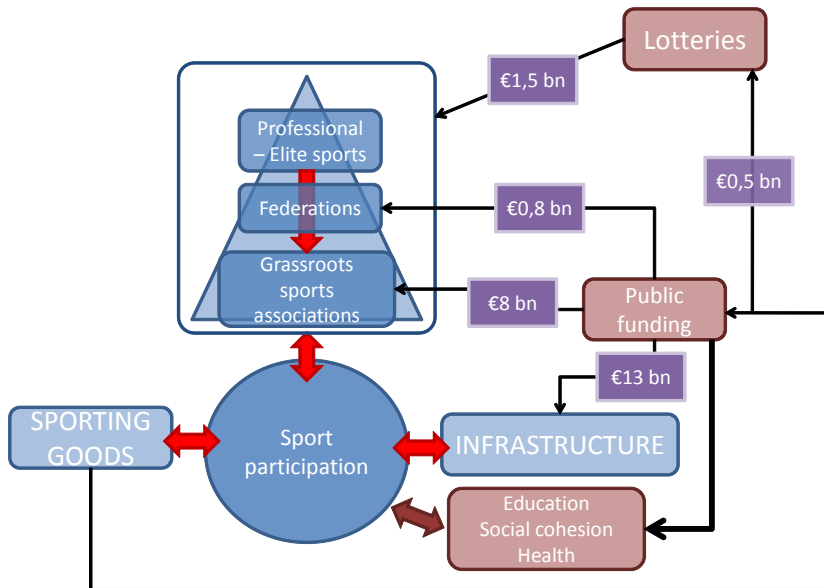 Lotteries
€1,5 bn
Professional
– Elite sports
€0,5 bn
Federations
€0,8 bn
Grassroots
sports
associations
€8 bn
Public
funding
€13 bn
SPORTING
GOODS
Sport
participation
INFRASTRUCTURE
Education
Social cohesion
Health